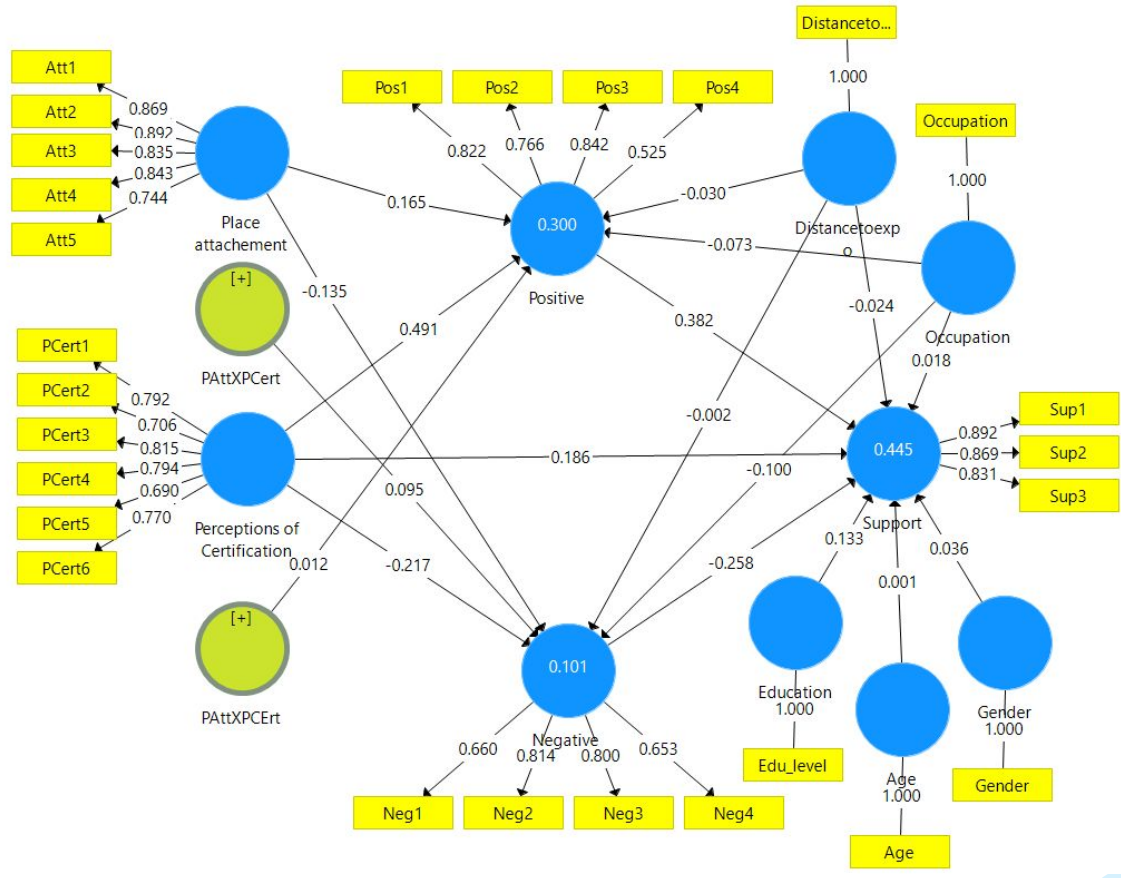 Distanceto...
1.000
Occupation
1.000
Att1
Att2
Att3
Att4
Att5
0.869
0.892
0.835
0.843
0.744
Place
attachement
Pos1
Pos2
Pos3
Pos4
0.822
0.766
0.842
0.525
0.300
Positive
0.165
-0.030
-0.073
Distancetoexp
o
Occupation
[+]
PAttXPCert
-0.135
0.491
0.382
-0.024
0.018
PCert1
PCert2
PCert3
PCert4
PCert5
PCert6
0.792
0.706
0.815
0.794
0.690
0.770
Perceptions of
Certification
0.186
-0.002
-0.100
0.095
0.012
-0.217
-0.258
0.445
Support
0.892
0.869
0.831
Sup1
Sup2
Sup3
0.133
0.001
0.036
[+]
PAttXPCErt
0.101
Negative
0.660
0.814
0.800
0.653
Neg1
Neg2
Neg3
Neg4
Education
1.000
Edu_level
Age
1.000
Age
Gender
1.000
Gender